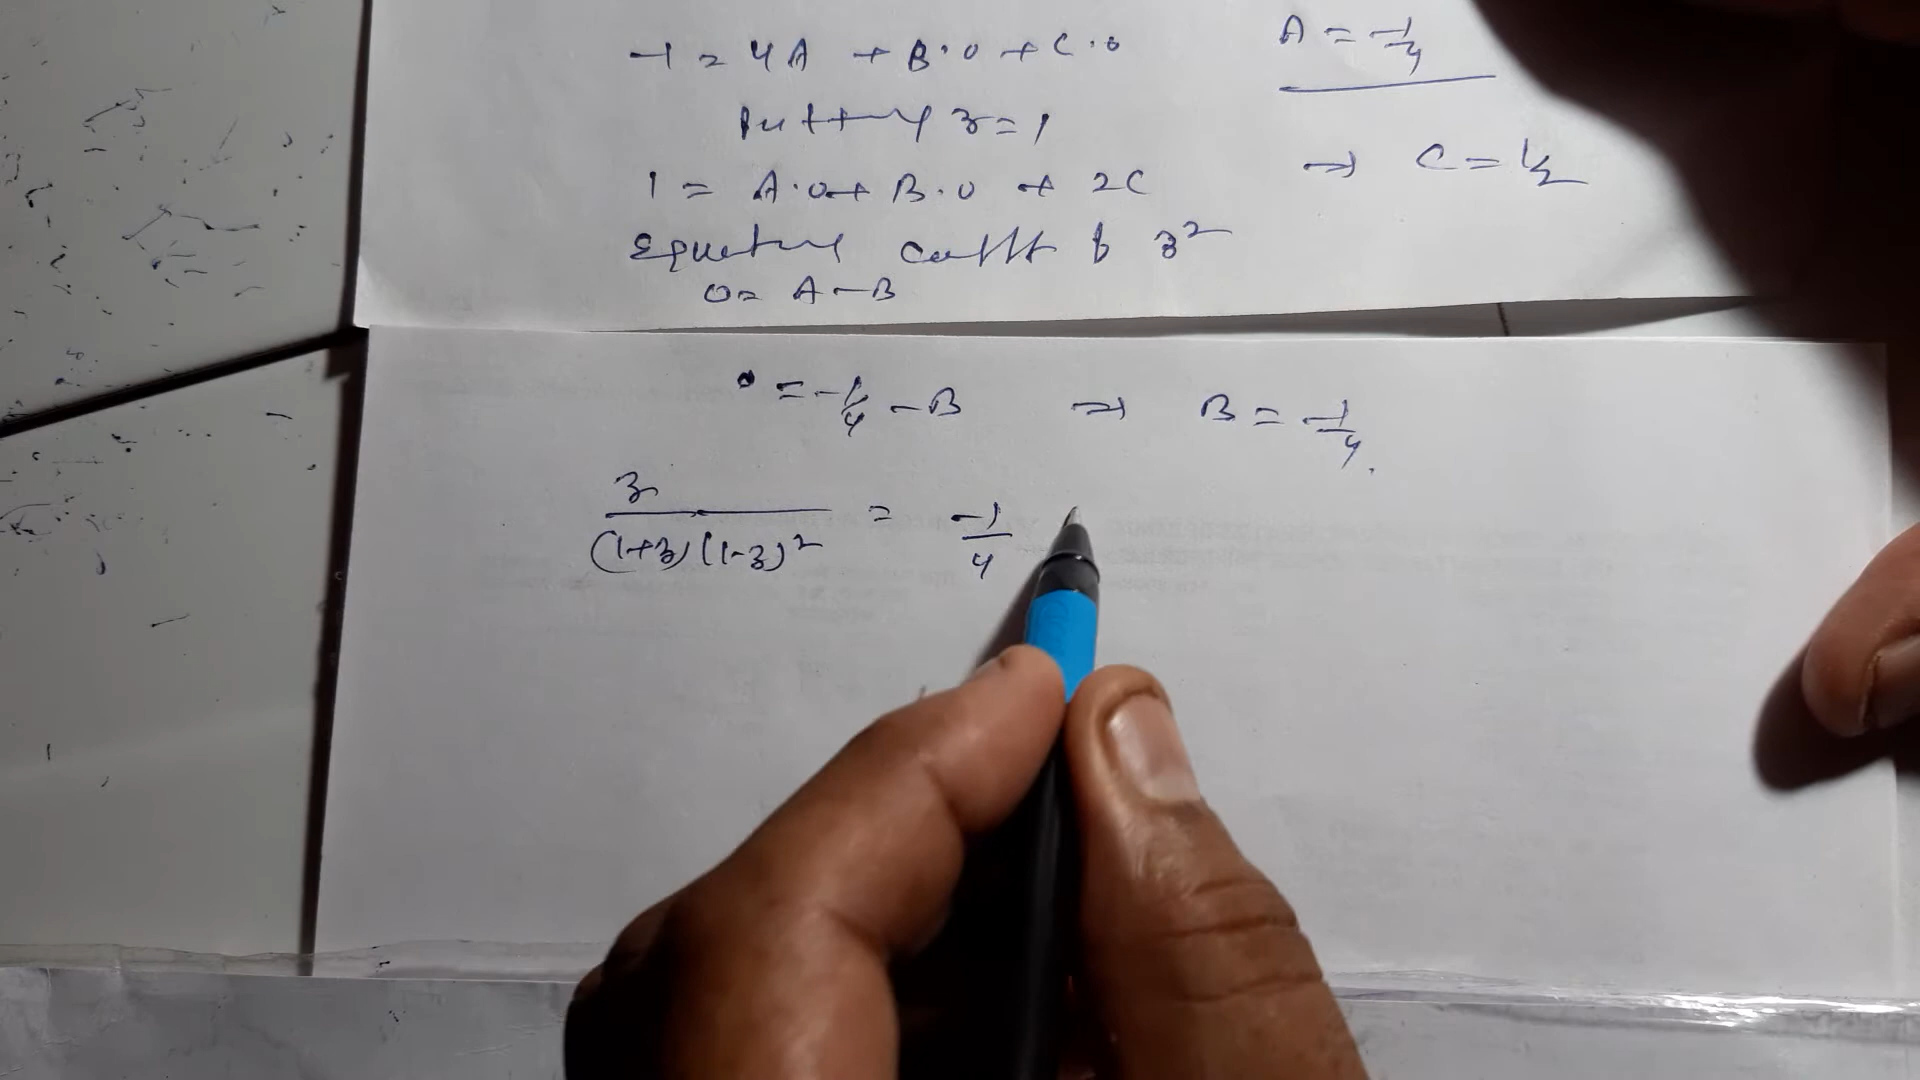 -1 = 4A + B·0 + C·0
A = -1/4
Putting z = 1
1 = A·0 + B·0 + 2C
⇒ C = 1/2
Equating coefft of z²
0 = A - B
0 = -1/4 - B ⇒ B = -1/4.
z/((1+z)(1-z)²) = -1/4